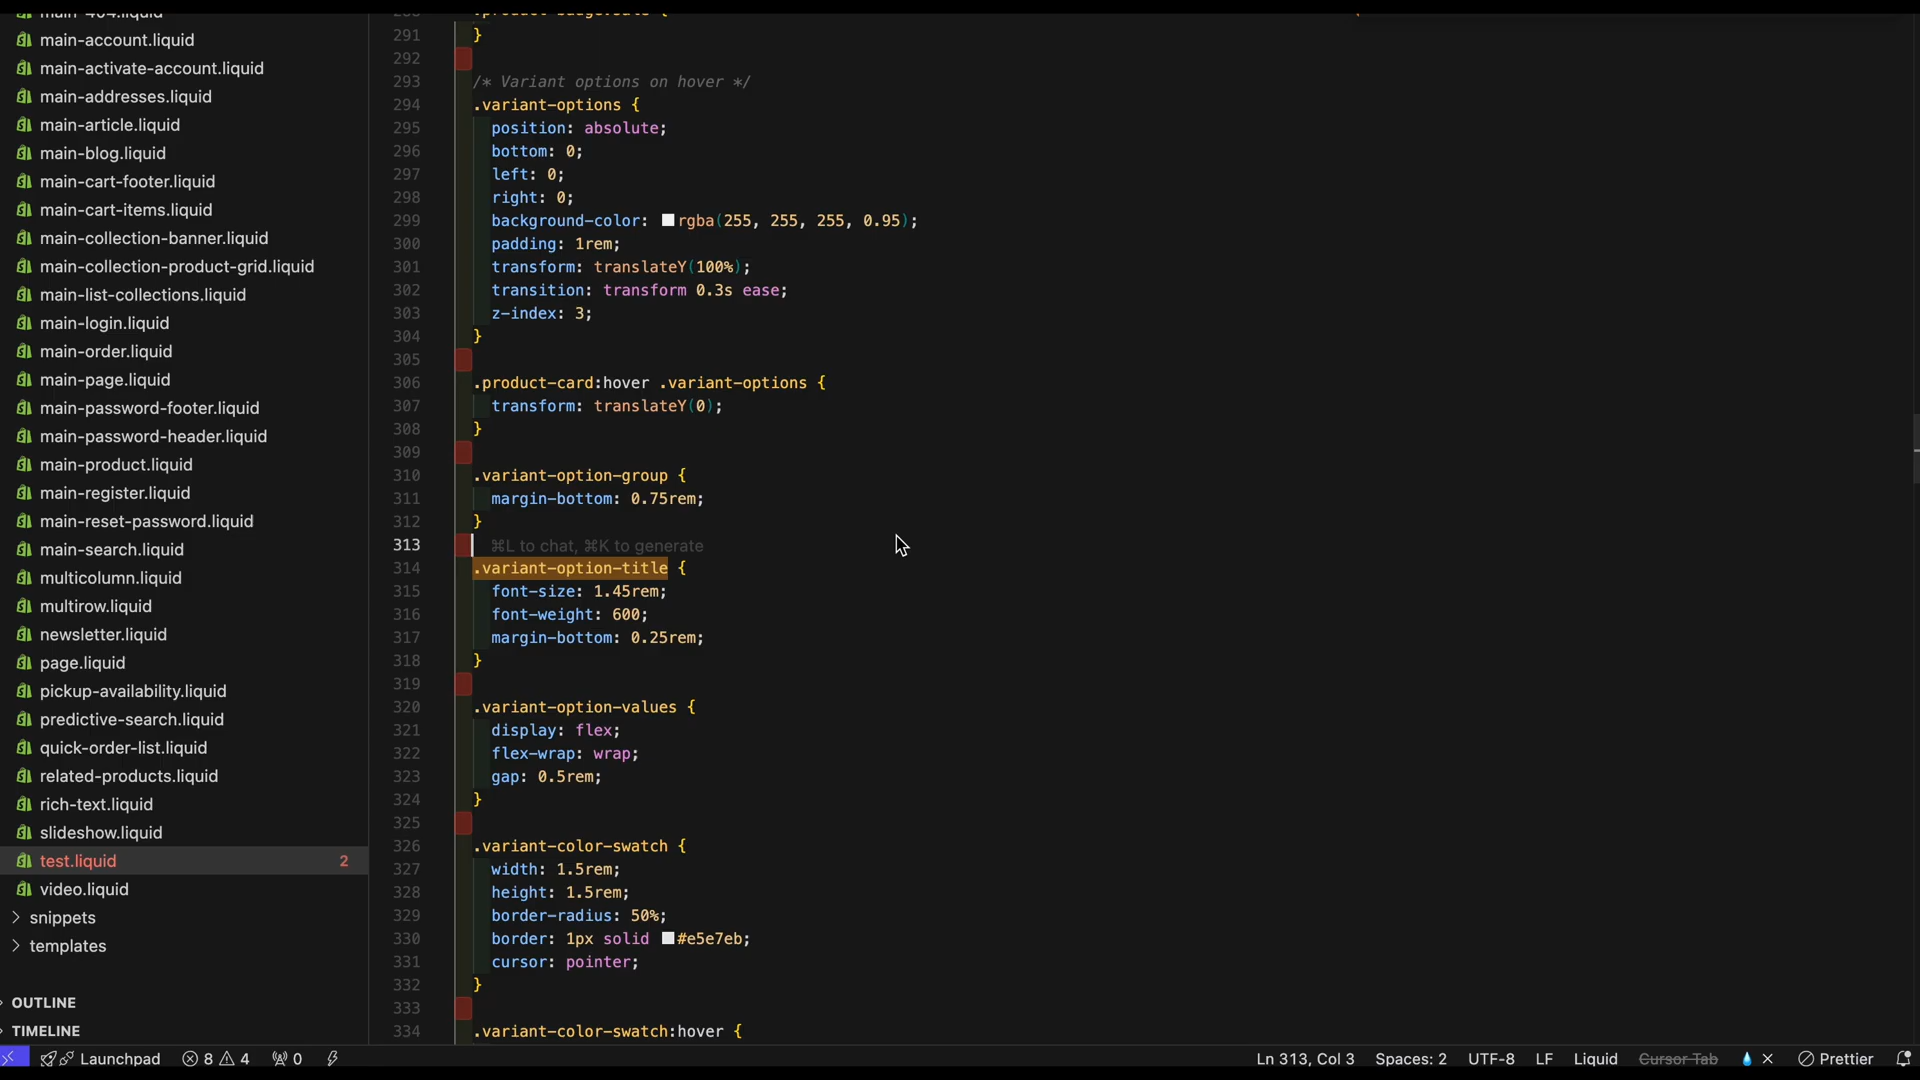 main-404.liquid
main-account.liquid
main-activate-account.liquid
main-addresses.liquid
main-article.liquid
main-blog.liquid
main-cart-footer.liquid
main-cart-items.liquid
main-collection-banner.liquid
main-collection-product-grid.liquid
main-list-collections.liquid
main-login.liquid
main-order.liquid
main-page.liquid
main-password-footer.liquid
main-password-header.liquid
main-product.liquid
main-register.liquid
main-reset-password.liquid
main-search.liquid
multicolumn.liquid
multirow.liquid
newsletter.liquid
page.liquid
pickup-availability.liquid
predictive-search.liquid
quick-order-list.liquid
related-products.liquid
rich-text.liquid
slideshow.liquid
test.liquid 2
video.liquid
snippets
templates
OUTLINE
TIMELINE
291 }
292
293 /* Variant options on hover */
294 .variant-options {
295 position: absolute;
296 bottom: 0;
297 left: 0;
298 right: 0;
299 background-color: rgba(255, 255, 255, 0.95);
300 padding: 1rem;
301 transform: translateY(100%);
302 transition: transform 0.3s ease;
303 z-index: 3;
304 }
305
306 .product-card:hover .variant-options {
307 transform: translateY(0);
308 }
309
310 .variant-option-group {
311 margin-bottom: 0.75rem;
312 }
313 ⌘L to chat, ⌘K to generate
314 .variant-option-title {
315 font-size: 1.45rem;
316 font-weight: 600;
317 margin-bottom: 0.25rem;
318 }
319
320 .variant-option-values {
321 display: flex;
322 flex-wrap: wrap;
323 gap: 0.5rem;
324 }
325
326 .variant-color-swatch {
327 width: 1.5rem;
328 height: 1.5rem;
329 border-radius: 50%;
330 border: 1px solid #e5e7eb;
331 cursor: pointer;
332 }
333
334 .variant-color-swatch:hover {
Launchpad 8 4 0 Ln 313, Col 3 Spaces: 2 UTF-8 LF Liquid Cursor Tab Prettier